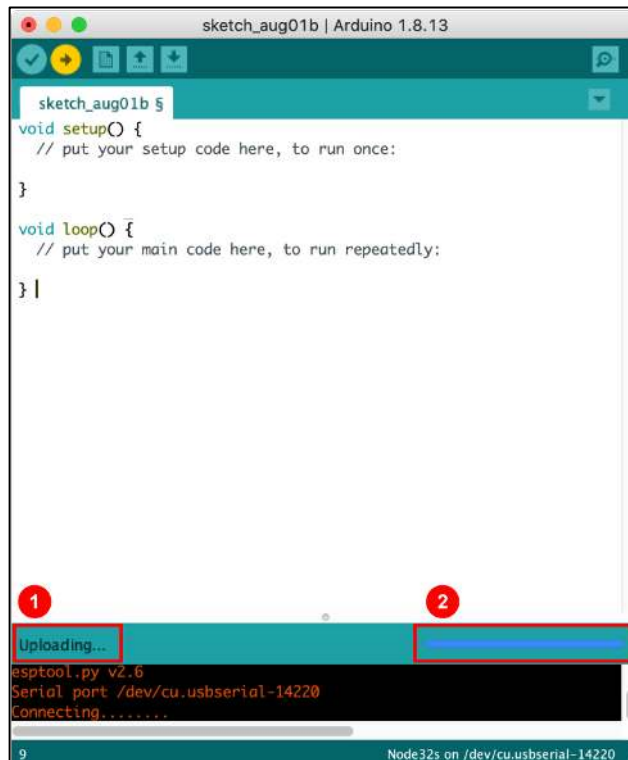 sketch_aug01b | Arduino 1.8.13
sketch_aug01b §
void setup() {
// put your setup code here, to run once:
}
void loop() {
// put your main code here, to run repeatedly:
}
1
2
Uploading...
esptool.py v2.6
Serial port /dev/cu.usbserial-14220
Connecting........
9
Node32s on /dev/cu.usbserial-14220